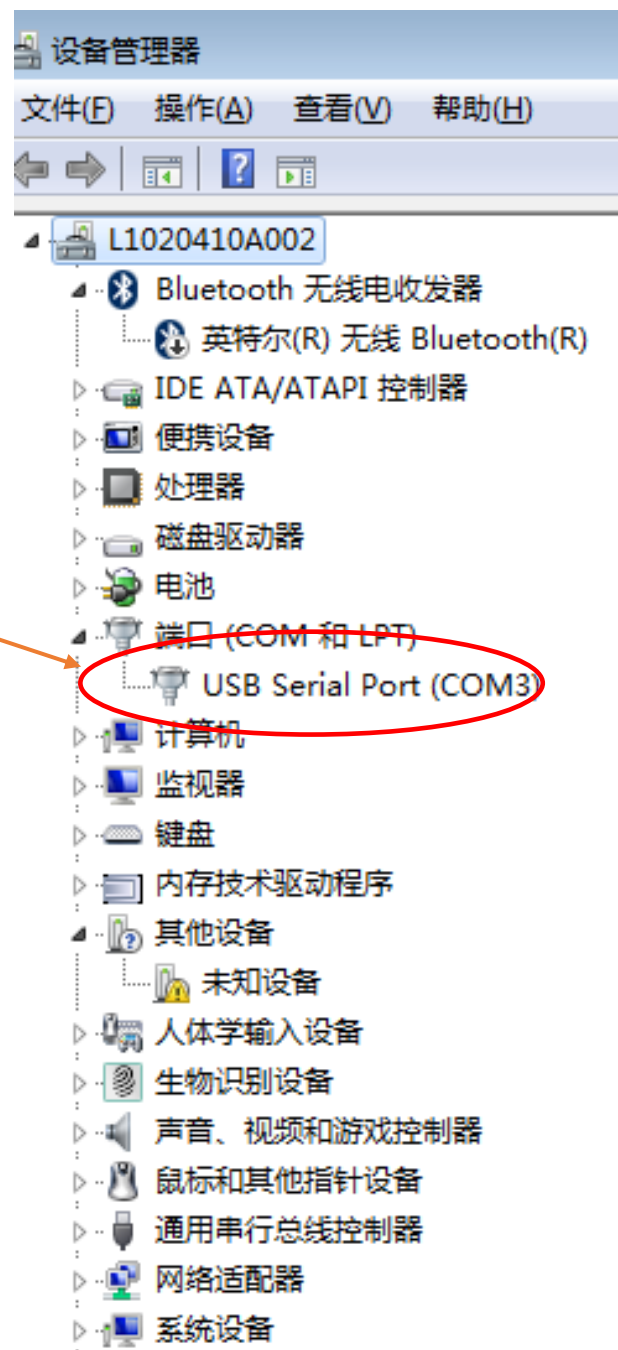 设备管理器
文件(F) 操作(A) 查看(V) 帮助(H)
L1020410A002
Bluetooth 无线电收发器
英特尔(R) 无线 Bluetooth(R)
IDE ATA/ATAPI 控制器
便携设备
处理器
磁盘驱动器
电池
端口 (COM 和 LPT)
USB Serial Port (COM3)
计算机
监视器
键盘
内存技术驱动程序
其他设备
未知设备
人体学输入设备
生物识别设备
声音、视频和游戏控制器
鼠标和其他指针设备
通用串行总线控制器
网络适配器
系统设备